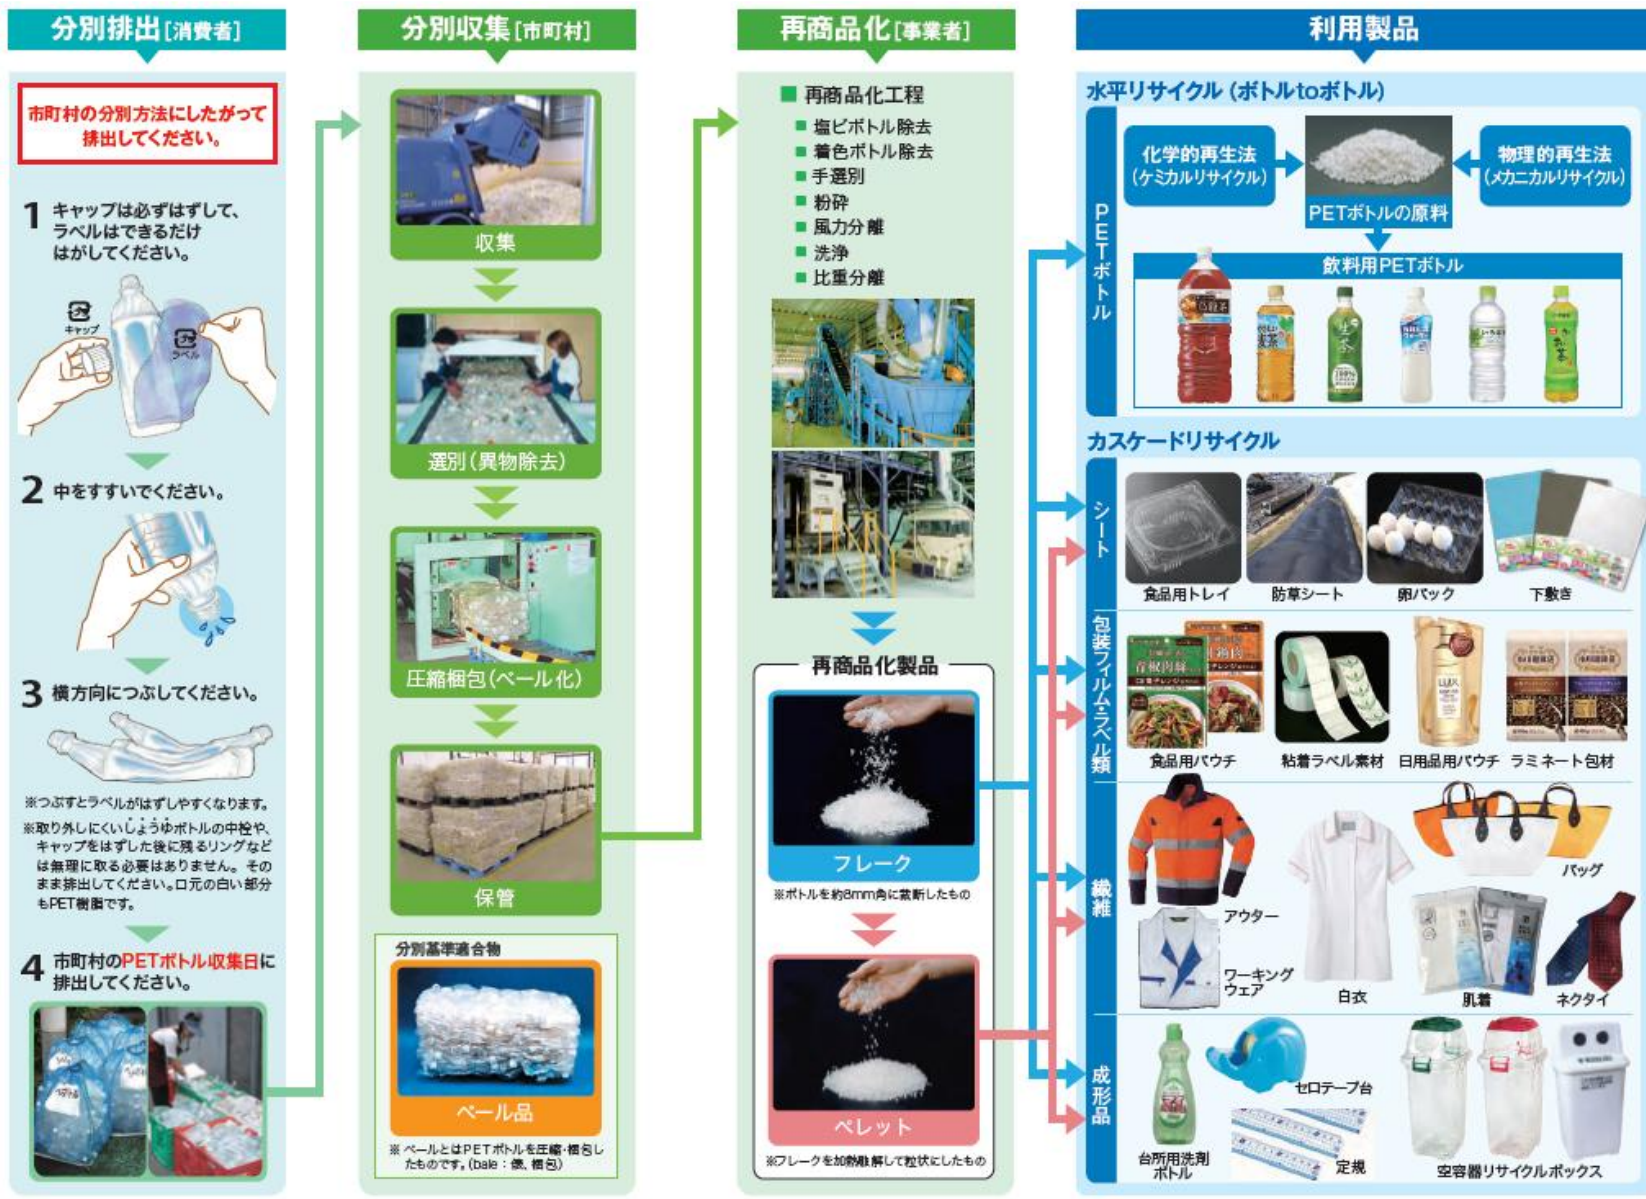 分別排出[消費者]
市町村の分別方法にしたがって
排出してください。
1 キャップは必ずはずして、
ラベルはできるだけ
はがしてください。
キャップ
ラベル
2 中をすすいでください。
3 横方向につぶしてください。
※つぶすとラベルがはずしやすくなります。
※取り外しにくいしょうゆボトルの中栓や、
キャップをはずした後に残るリングなど
は無理に取る必要はありません。その
まま排出してください。口元の白い部分
もPET樹脂です。
4 市町村のPETボトル収集日に
排出してください。
分別収集[市町村]
収集
選別(異物除去)
圧縮梱包(ベール化)
保管
分別基準適合物
ベール品
※ベールとはPETボトルを圧縮・梱包し
たものです。(bale:俵、梱包)
再商品化[事業者]
■ 再商品化工程
■ 塩ビボトル除去
■ 着色ボトル除去
■ 手選別
■ 粉砕
■ 風力分離
■ 洗浄
■ 比重分離
再商品化製品
フレーク
※ボトルを約8mm角に裁断したもの
ペレット
※フレークを加熱融解して粒状にしたもの
利用製品
水平リサイクル(ボトルtoボトル)
PETボトル
化学的再生法
(ケミカルリサイクル)
物理的再生法
(メカニカルリサイクル)
PETボトルの原料
飲料用PETボトル
生茶
カスケードリサイクル
シート
食品用トレイ
防草シート
卵パック
下敷き
包装フィルム・ラベル類
青椒肉絲
LUX
食品用パウチ
粘着ラベル素材
日用品用パウチ
ラミネート包材
繊維
アウター
ワーキング
ウェア
白衣
バッグ
肌着
ネクタイ
成形品
台所用洗剤
ボトル
セロテープ台
定規
空容器リサイクルボックス